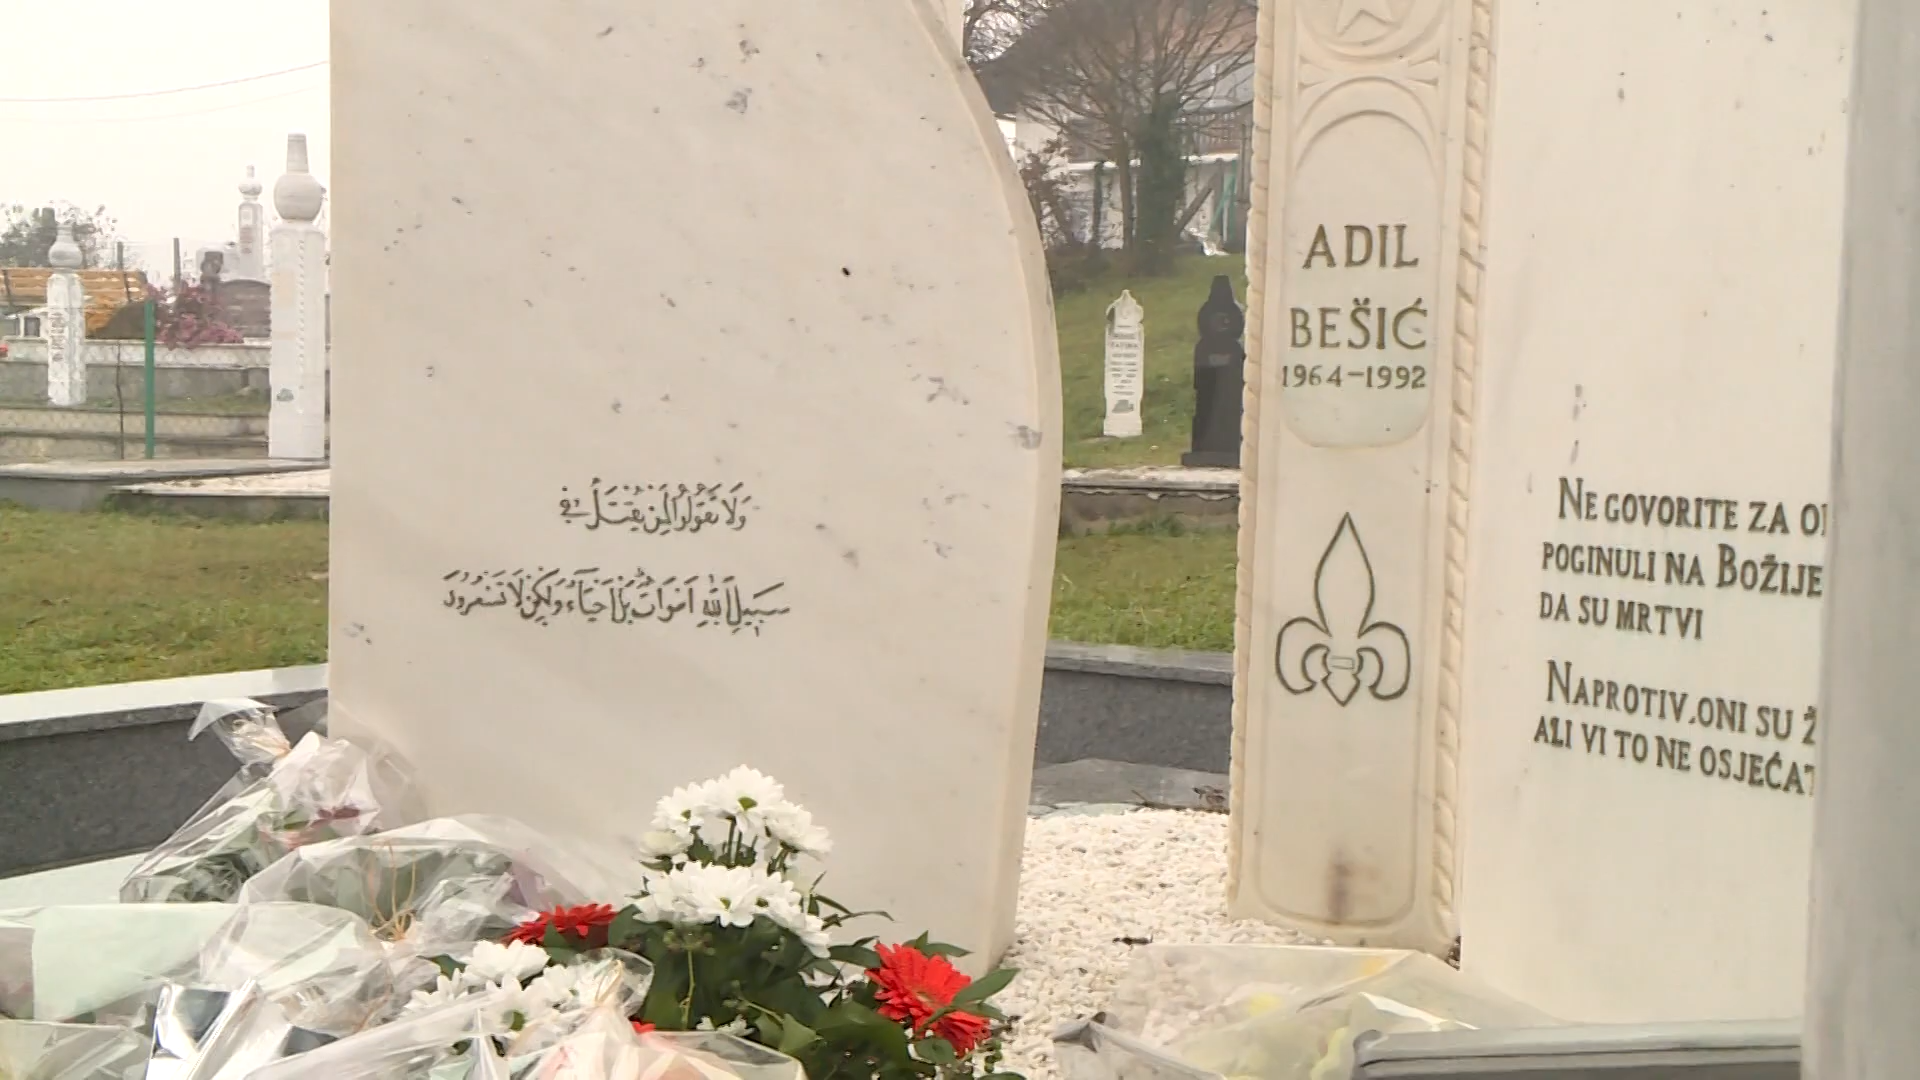 وَلَا تَقُولُوا لِمَن يُقْتَلُ فِي
سَبِيلِ اللَّهِ أَمْوَاتٌ بَلْ أَحْيَاءٌ وَلَٰكِن لَّا تَشْعُرُونَ
ADIL
BEŠIĆ
1964-1992
NE GOVORITE ZA
POGINULI NA BOŽIJE
DA SU MRTVI
NAPROTIV, ONI SU
ALI VI TO NE